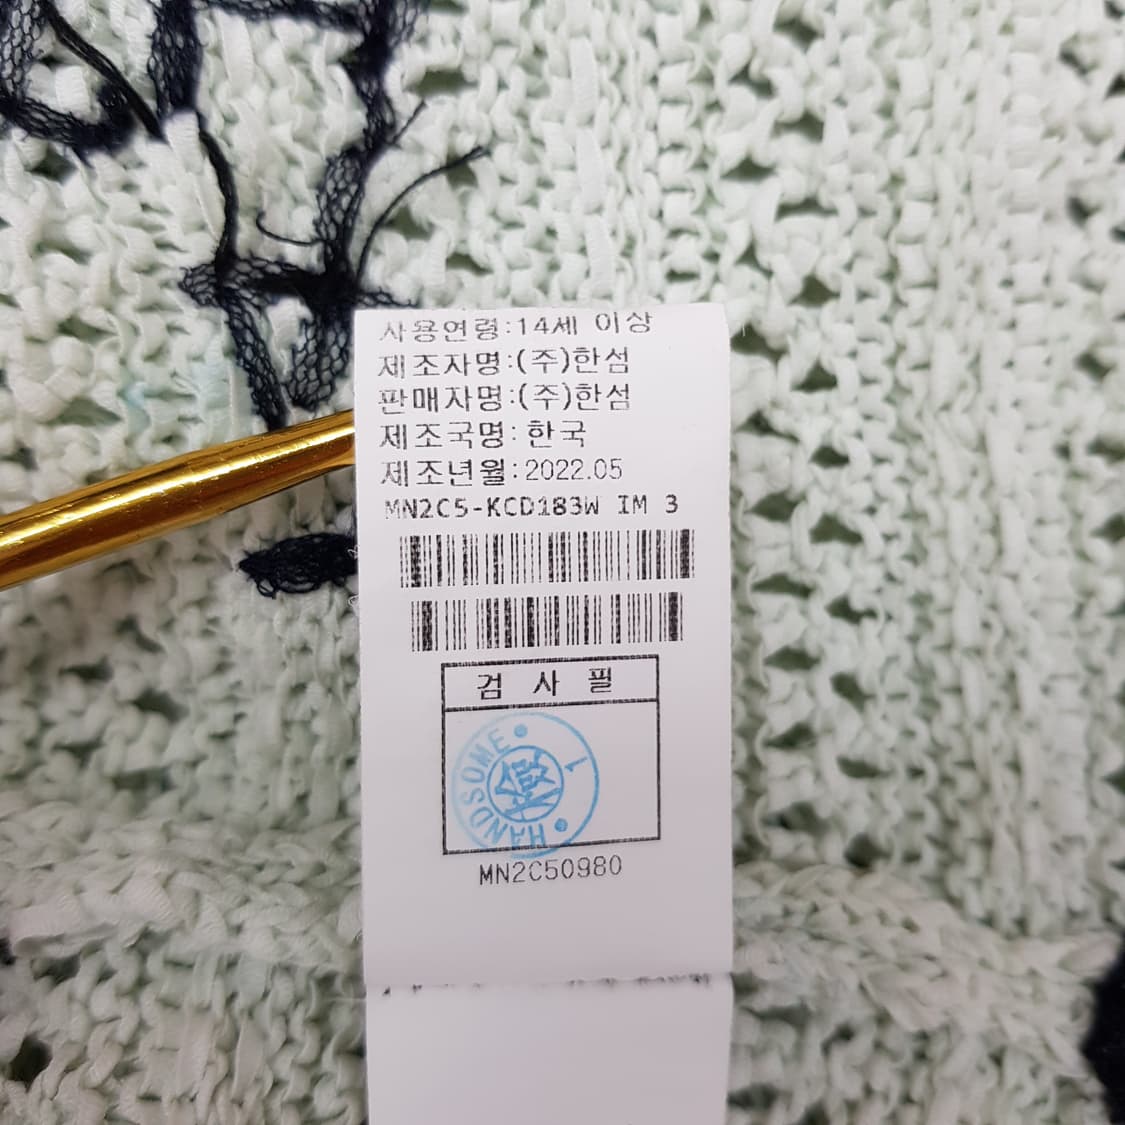 사용연령:14세 이상
제조자명:(주)한섬
판매자명:(주)한섬
제조국명:한국
제조년월:2022.05
MN2C5-KCD183W IM 3
검 사 필
HANDSOME
檢
1
MN2C50980